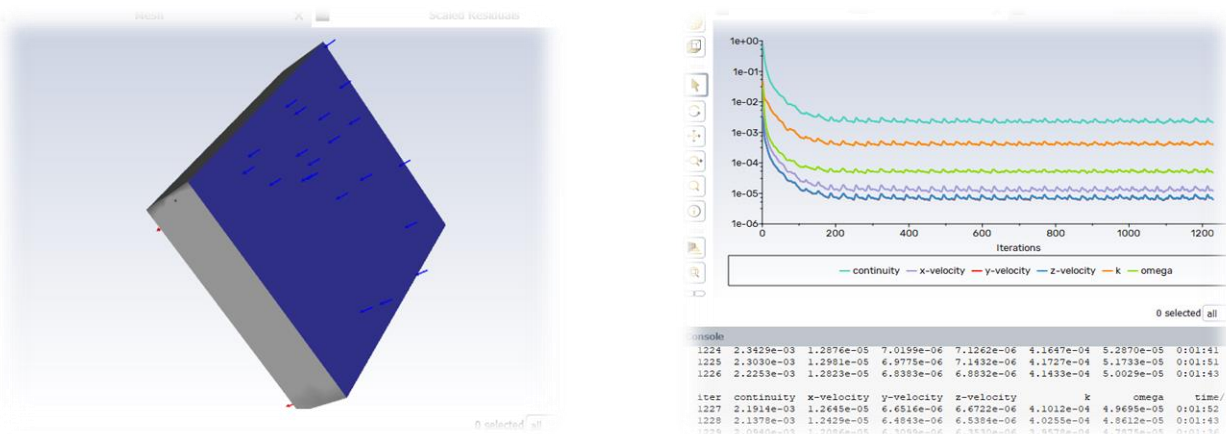 Mesh
Scaled Residuals
0 selected all
1e+00
1e-01
1e-02
1e-03
1e-04
1e-05
1e-06
0 200 400 600 800 1000 1200
Iterations
continuity x-velocity y-velocity z-velocity k omega
0 selected all
onsole
1224 2.3429e-03 1.2876e-05 7.0199e-06 7.1262e-06 4.1647e-04 5.2870e-05 0:01:41
1225 2.3030e-03 1.2981e-05 6.9775e-06 7.1432e-06 4.1727e-04 5.1733e-05 0:01:51
1226 2.2253e-03 1.2823e-05 6.8383e-06 6.8832e-06 4.1433e-04 5.0029e-05 0:01:43
iter continuity x-velocity y-velocity z-velocity k omega time/
1227 2.1914e-03 1.2645e-05 6.6516e-06 6.6722e-06 4.1012e-04 4.9695e-05 0:01:52
1228 2.1378e-03 1.2429e-05 6.4843e-06 6.5384e-06 4.0255e-04 4.8612e-05 0:01:43
1229